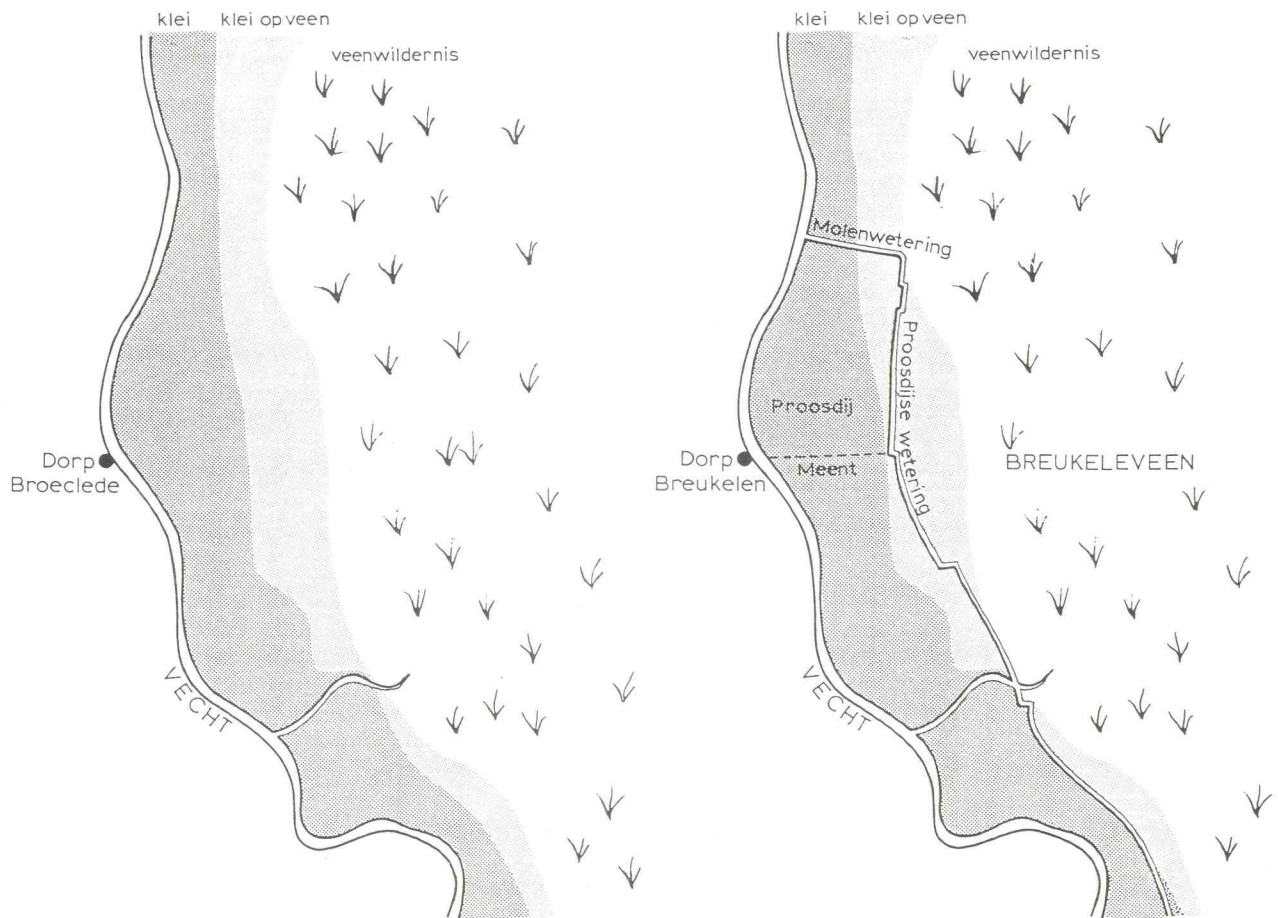 klei klei op veen
veenwildernis
Dorp
Broeclede
VECHT
klei klei op veen
veenwildernis
Molenwetering
Proosdijse wetering
Proosdij
Dorp
Breukelen
Meent
BREUKELEVEEN
VECHT